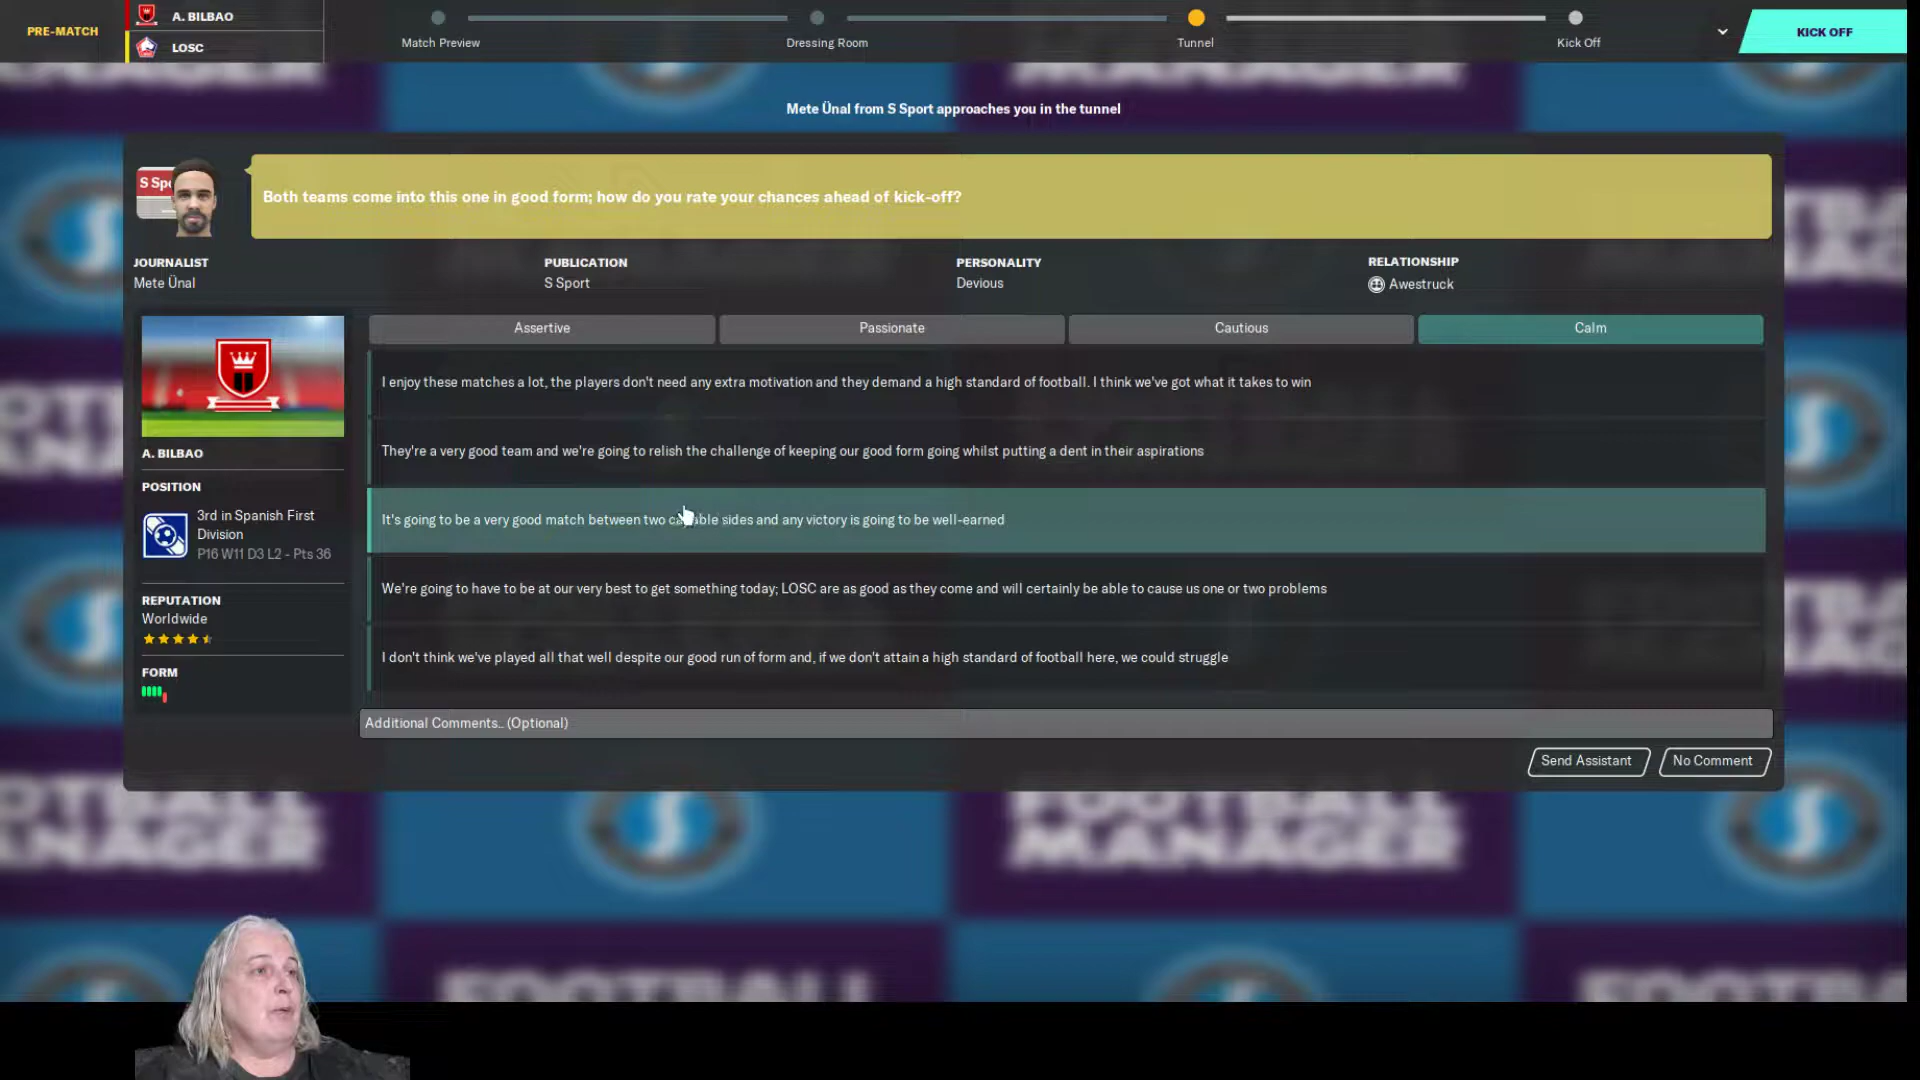 PRE-MATCH
A. BILBAO
LOSC
Match Preview
Dressing Room
Tunnel
Kick Off
KICK OFF
Mete Ünal from S Sport approaches you in the tunnel
S Spo
Both teams come into this one in good form; how do you rate your chances ahead of kick-off?
JOURNALIST
Mete Ünal
PUBLICATION
S Sport
PERSONALITY
Devious
RELATIONSHIP
Awestruck
Assertive
Passionate
Cautious
Calm
I enjoy these matches a lot, the players don't need any extra motivation and they demand a high standard of football. I think we've got what it takes to win
They're a very good team and we're going to relish the challenge of keeping our good form going whilst putting a dent in their aspirations
It's going to be a very good match between two capable sides and any victory is going to be well-earned
We're going to have to be at our very best to get something today; LOSC are as good as they come and will certainly be able to cause us one or two problems
I don't think we've played all that well despite our good run of form and, if we don't attain a high standard of football here, we could struggle
A. BILBAO
POSITION
3rd in Spanish First
Division
P16 W11 D3 L2 - Pts 36
REPUTATION
Worldwide
FORM
Additional Comments.. (Optional)
Send Assistant
No Comment
FOOTBALL
MANAGER